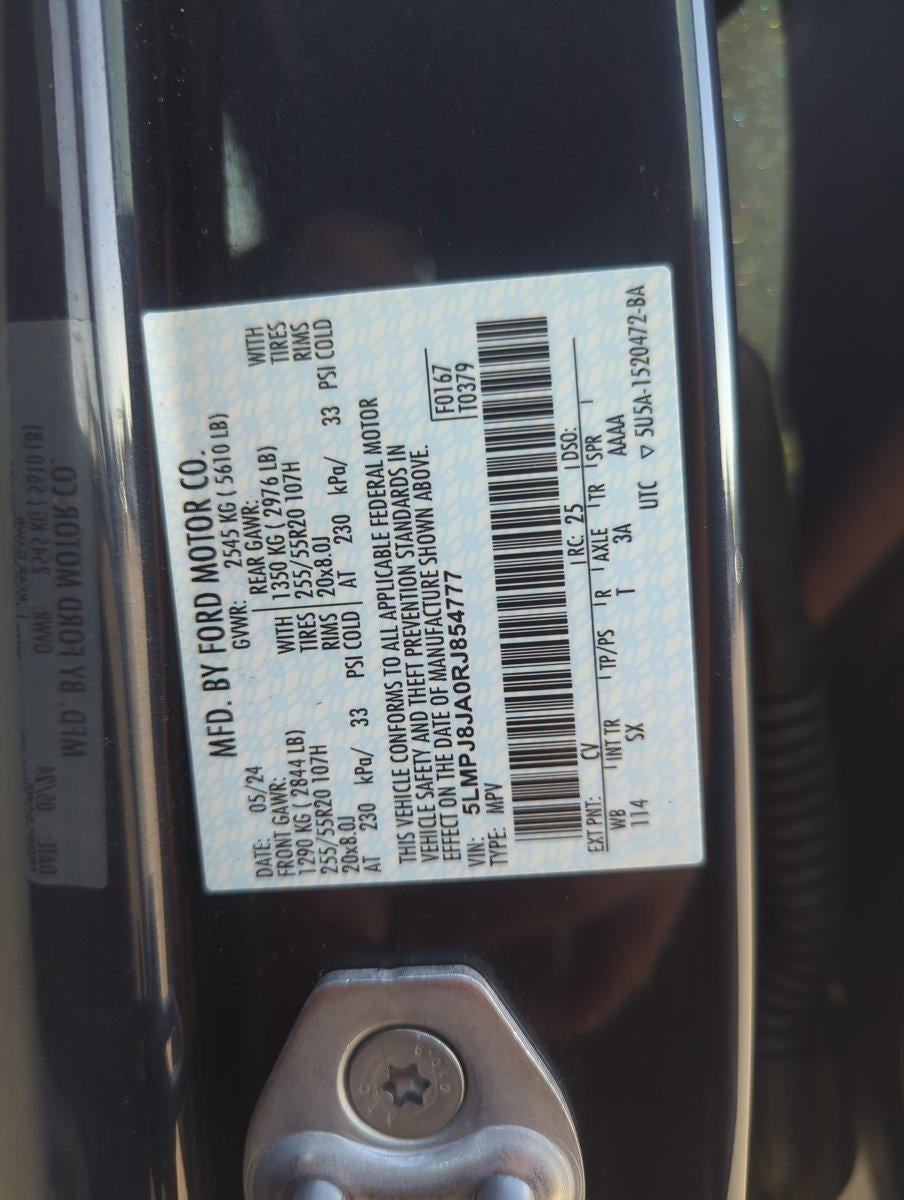 MFD. BY FORD MOTOR CO.
DATE: 05/24 GVWR: 2545 KG ( 5610 LB)
FRONT GAWR: REAR GAWR: WITH
1290 KG ( 2844 LB) WITH 1350 KG ( 2976 LB) TIRES
255/55R20 107H TIRES 255/55R20 107H RIMS
20x8.0J RIMS 20x8.0J PSI COLD
AT 230 kPa/ 33 PSI COLD AT 230 kPa/ 33
THIS VEHICLE CONFORMS TO ALL APPLICABLE FEDERAL MOTOR
VEHICLE SAFETY AND THEFT PREVENTION STANDARDS IN
EFFECT ON THE DATE OF MANUFACTURE SHOWN ABOVE.
VIN: 5LMPJ8JA0RJ854777 F0167
TYPE: MPV T0379
EXT PNT: CV RC: 25 DSO:
WB INT TR TP/PS R AXLE TR SPR
114 SX T 3A AAAA
UTC ▽ 5U5A-1520472-BA